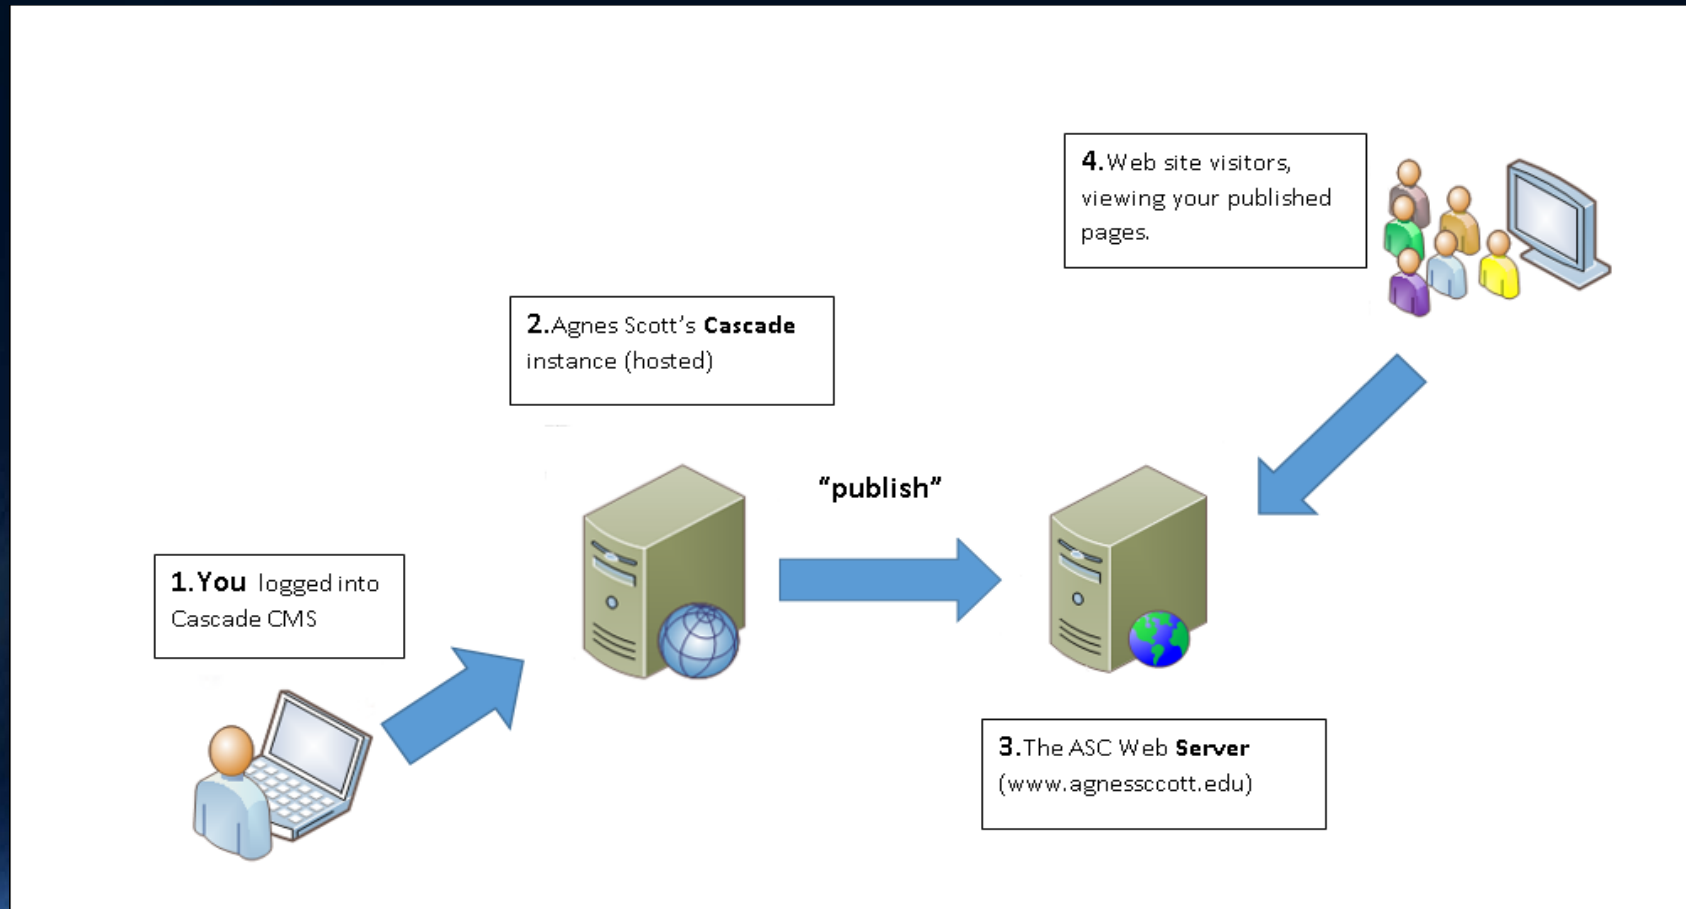 1.You logged into
Cascade CMS
2.Agnes Scott's Cascade
instance (hosted)
"publish"
3.The ASC Web Server
(www.agnessccott.edu)
4.Web site visitors,
viewing your published
pages.